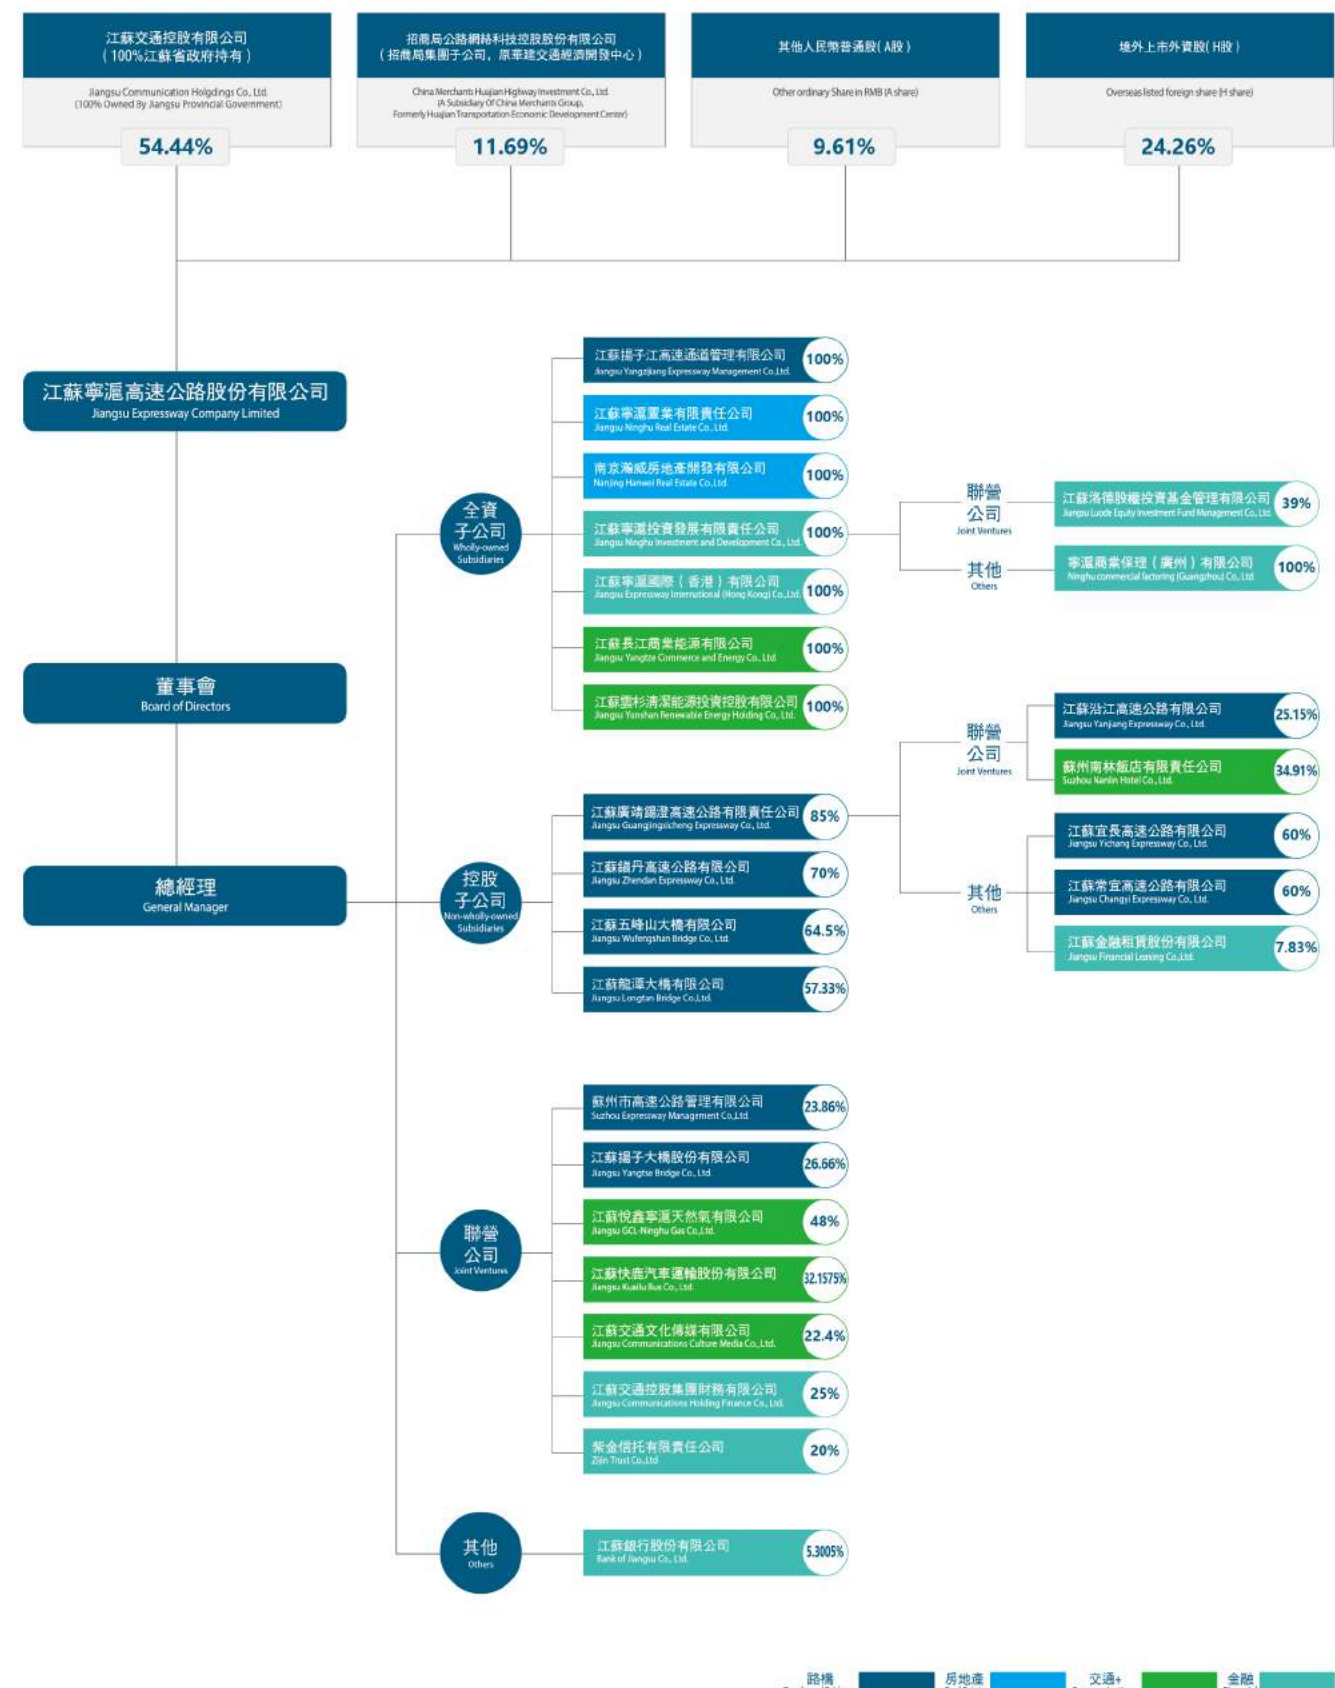 江蘇交通控股有限公司
（100%江蘇省政府持有）
Jiangsu Communication Holgdings Co., Ltd.
(100% Owned By Jiangsu Provincial Government)
54.44%
招商局公路網絡科技控股股份有限公司
（招商局集團子公司，原華建交通經濟開發中心）
China Merchants Huajian Highway Investment Co., Ltd.
(A Subsidiary Of China Merchants Group,
Formerly Huajian Transportation Economic Development Center)
11.69%
其他人民幣普通股(A股)
Other ordinary Share in RMB (A share)
9.61%
境外上市外資股(H股)
Overseas listed foreign share (H share)
24.26%
江蘇寧滬高速公路股份有限公司
Jiangsu Expressway Company Limited
董事會
Board of Directors
總經理
General Manager
全資
子公司
Wholly-owned
Subsidiaries
江蘇揚子江高速通道管理有限公司
Jiangsu Yangzijiang Expressway Management Co.,Ltd.
100%
江蘇寧滬置業有限責任公司
Jiangsu Ninghu Real Estate Co., Ltd.
100%
南京瀚威房地產開發有限公司
Nanjing Hanwei Real Estate Co., Ltd.
100%
江蘇寧滬投資發展有限責任公司
Jiangsu Ninghu Investment and Development Co., Ltd.
100%
江蘇寧滬國際（香港）有限公司
Jiangsu Expressway International (Hong Kong) Co., Ltd.
100%
江蘇長江商業能源有限公司
Jiangsu Yangtze Commerce and Energy Co., Ltd.
100%
江蘇雲杉清潔能源投資控股有限公司
Jiangsu Yunshan Renewable Energy Holding Co., Ltd.
100%
聯營
公司
Joint Ventures
江蘇洛德股權投資基金管理有限公司
Jiangsu Luode Equity Investment Fund Management Co., Ltd.
39%
其他
Others
寧滬商業保理（廣州）有限公司
Ninghu commercial factoring (Guangzhou) Co., Ltd.
100%
控股
子公司
Non-wholly-owned
Subsidiaries
江蘇廣靖錫澄高速公路有限責任公司
Jiangsu Guangjingxicheng Expressway Co., Ltd.
85%
江蘇鎮丹高速公路有限公司
Jiangsu Zhendan Expressway Co., Ltd.
70%
江蘇五峰山大橋有限公司
Jiangsu Wufengshan Bridge Co., Ltd.
64.5%
江蘇龍潭大橋有限公司
Jiangsu Longtan Bridge Co.,Ltd.
57.33%
聯營
公司
Joint Ventures
江蘇沿江高速公路有限公司
Jiangsu Yanjiang Expressway Co., Ltd.
25.15%
蘇州南林飯店有限責任公司
Suzhou Nanlin Hotel Co., Ltd.
34.91%
其他
Others
江蘇宜長高速公路有限公司
Jiangsu Yichang Expressway Co., Ltd.
60%
江蘇常宜高速公路有限公司
Jiangsu Changyi Expressway Co., Ltd.
60%
江蘇金融租賃股份有限公司
Jiangsu Financial Leasing Co.,Ltd.
7.83%
聯營
公司
Joint Ventures
蘇州市高速公路管理有限公司
Suzhou Expressway Management Co.,Ltd.
23.86%
江蘇揚子大橋股份有限公司
Jiangsu Yangtse Bridge Co., Ltd.
26.66%
江蘇悅鑫寧滬天然氣有限公司
Jiangsu GCL-Ninghu Gas Co.,Ltd.
48%
江蘇快鹿汽車運輸股份有限公司
Jiangsu Kuailu Bus Co., Ltd.
32.1575%
江蘇交通文化傳媒有限公司
Jiangsu Communications Culture Media Co., Ltd.
22.4%
江蘇交通控股集團財務有限公司
Jiangsu Communications Holding Finance Co., Ltd.
25%
紫金信托有限責任公司
Zijin Trust Co.,Ltd
20%
其他
Others
江蘇銀行股份有限公司
Bank of Jiangsu Co., Ltd.
5.3005%
路橋
房地產
交通+
金融